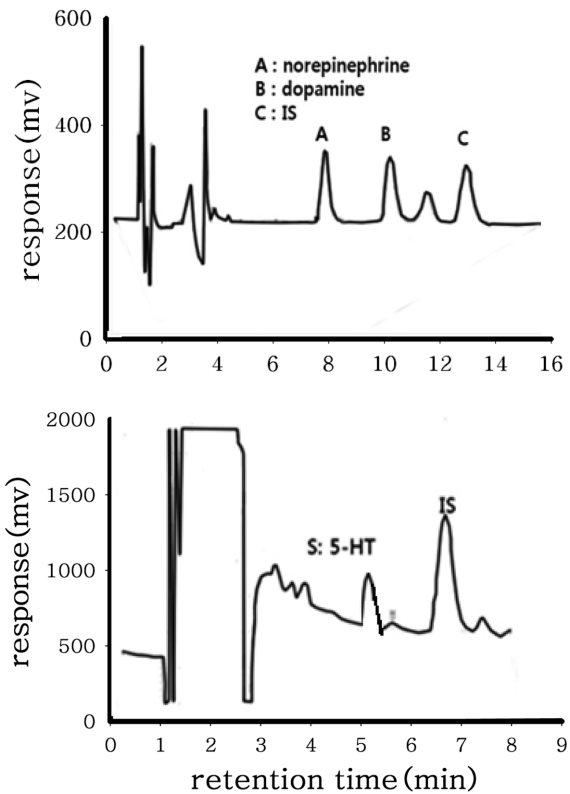 600
A : norepinephrine
B : dopamine
C : IS
400
A B C
response(mv)
200
0
0 2 4 6 8 10 12 14 16
2000
1500
IS
S: 5-HT
1000
response(mv)
500
0
0 1 2 3 4 5 6 7 8 9
retention time(min)